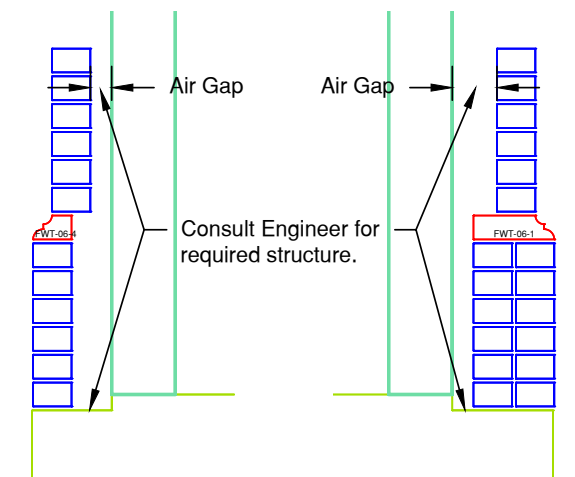 Air Gap
Air Gap
Consult Engineer for
required structure.
FWT-06-4
FWT-06-1